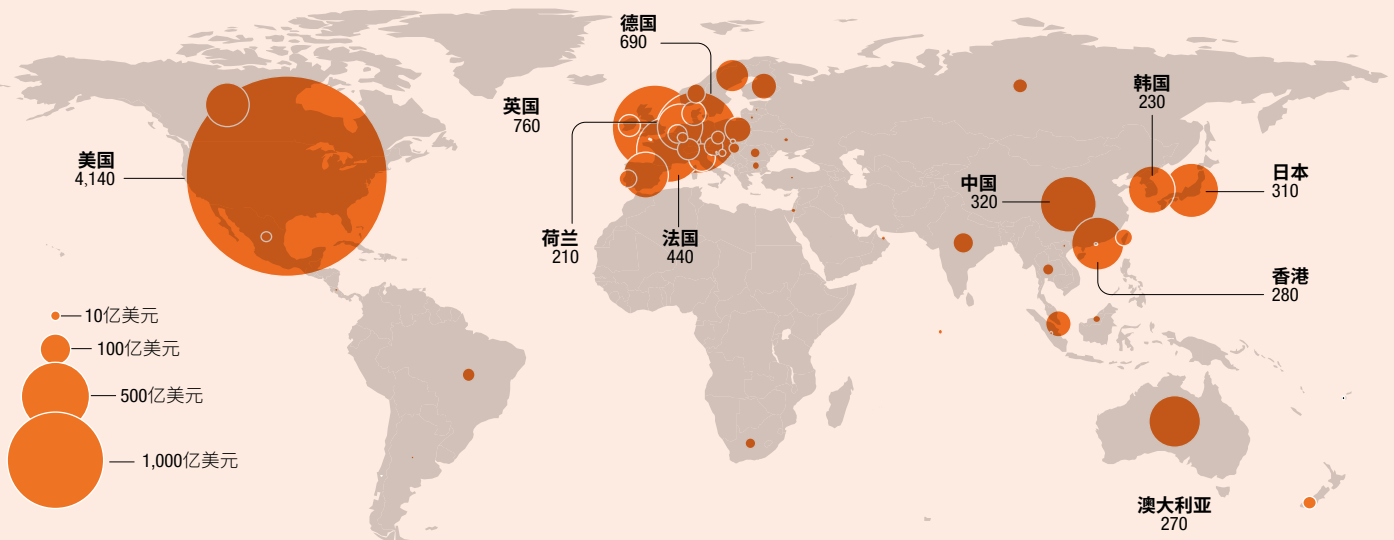 德国
690
英国
760
韩国
230
美国
4,140
日本
310
中国
320
荷兰
210
法国
440
香港
280
10亿美元
100亿美元
500亿美元
1,000亿美元
澳大利亚
270